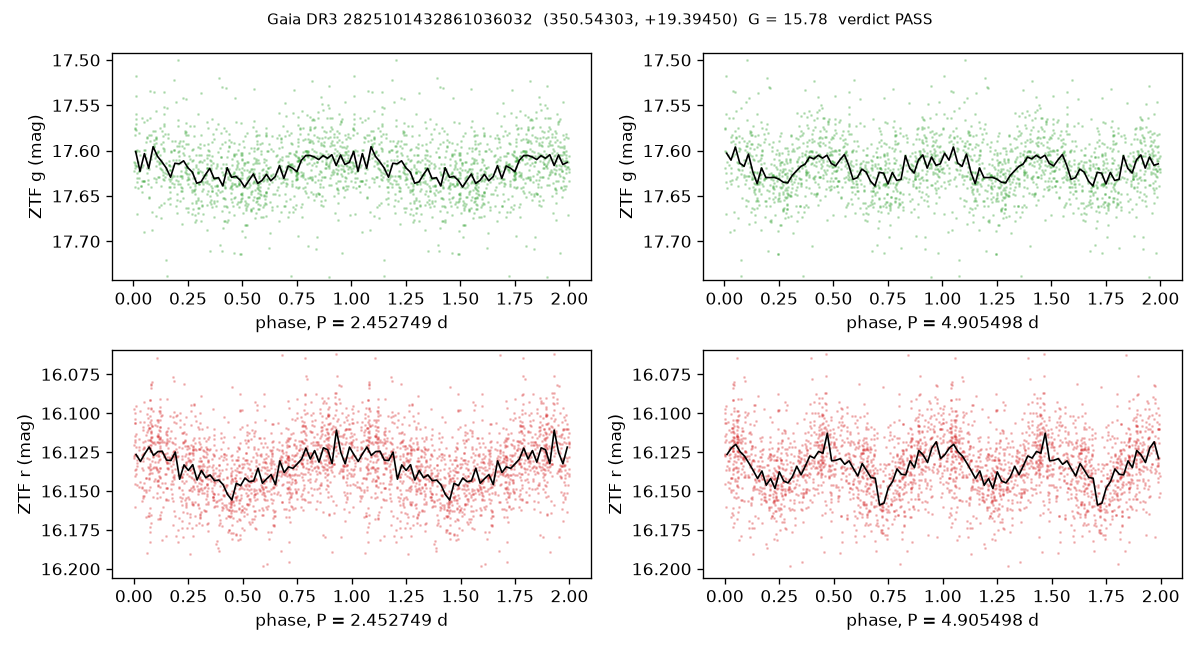 Gaia DR3 2825101432861036032 (350.54303, +19.39450) G = 15.78 verdict PASS
ZTF g (mag)
17.50
17.55
17.60
17.65
17.70
0.00 0.25 0.50 0.75 1.00 1.25 1.50 1.75 2.00
phase, P = 2.452749 d
ZTF g (mag)
17.50
17.55
17.60
17.65
17.70
0.00 0.25 0.50 0.75 1.00 1.25 1.50 1.75 2.00
phase, P = 4.905498 d
ZTF r (mag)
16.075
16.100
16.125
16.150
16.175
16.200
0.00 0.25 0.50 0.75 1.00 1.25 1.50 1.75 2.00
phase, P = 2.452749 d
ZTF r (mag)
16.075
16.100
16.125
16.150
16.175
16.200
0.00 0.25 0.50 0.75 1.00 1.25 1.50 1.75 2.00
phase, P = 4.905498 d